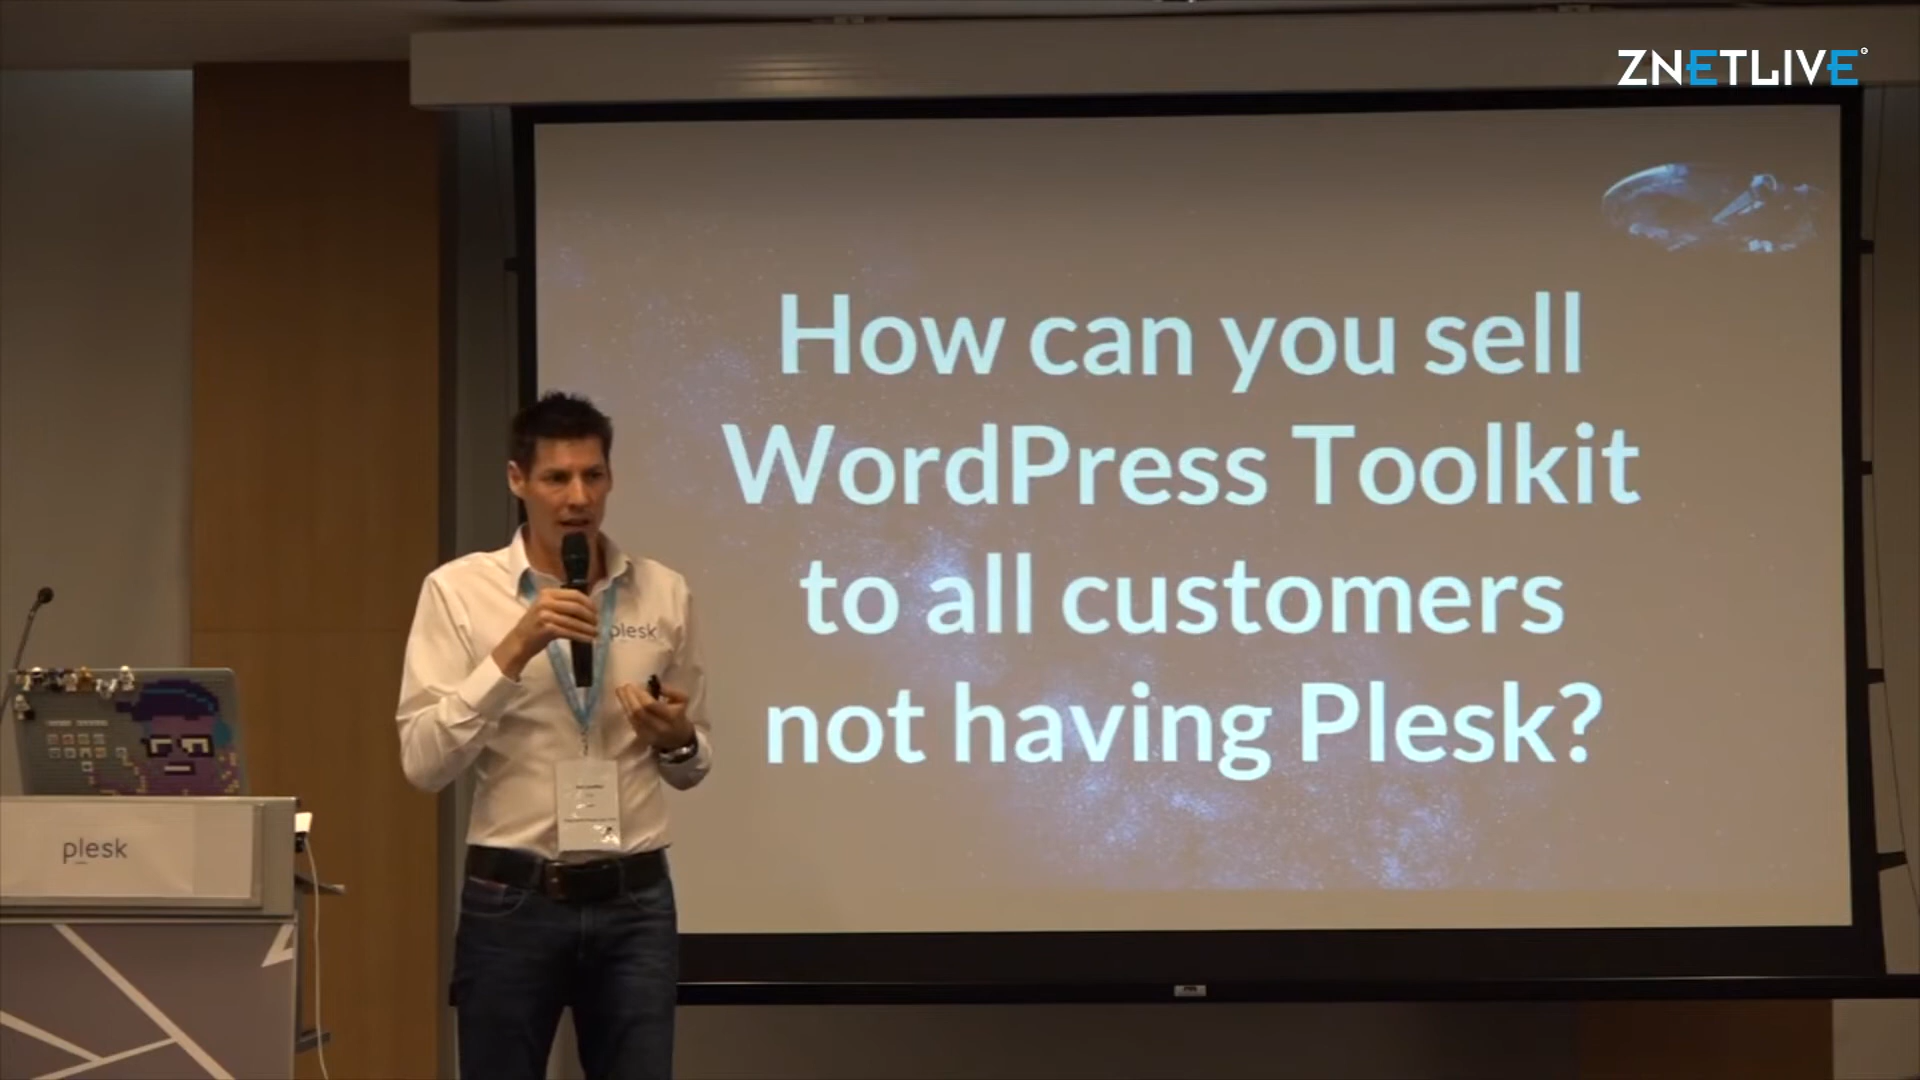 ZNETLIVE
How can you sell
WordPress Toolkit
to all customers
not having Plesk?
plesk
plesk